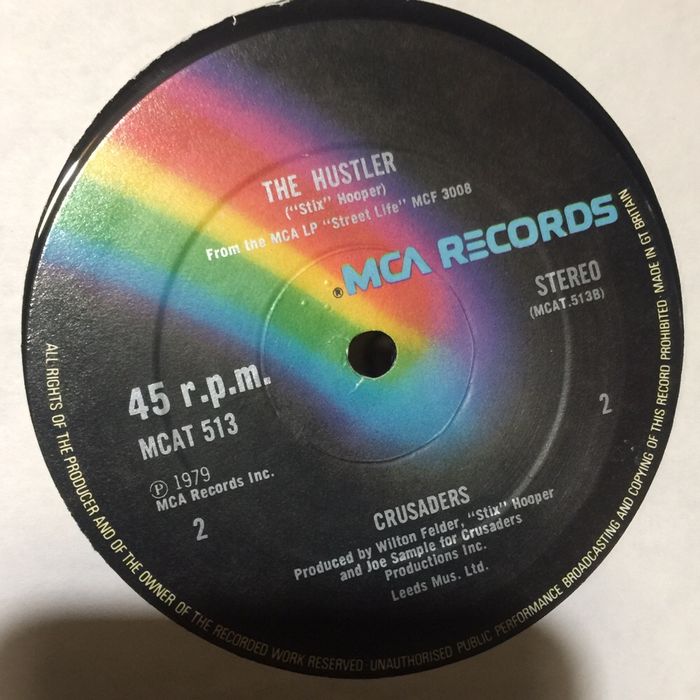 THE HUSTLER
("Stix" Hooper)
From the MCA LP "Street Life" MCF 3008
® MCA RECORDS
STEREO
(MCAT.513B)
45 r.p.m.
MCAT 513
℗ 1979
MCA Records Inc.
2
2
CRUSADERS
Produced by Wilton Felder, "Stix" Hooper
and Joe Sample for Crusaders
Productions Inc.
Leeds Mus. Ltd.
ALL RIGHTS OF THE PRODUCER AND OF THE OWNER OF THE RECORDED WORK RESERVED · UNAUTHORISED PUBLIC PERFORMANCE BROADCASTING AND COPYING OF THIS RECORD PROHIBITED · MADE IN GT BRITAIN